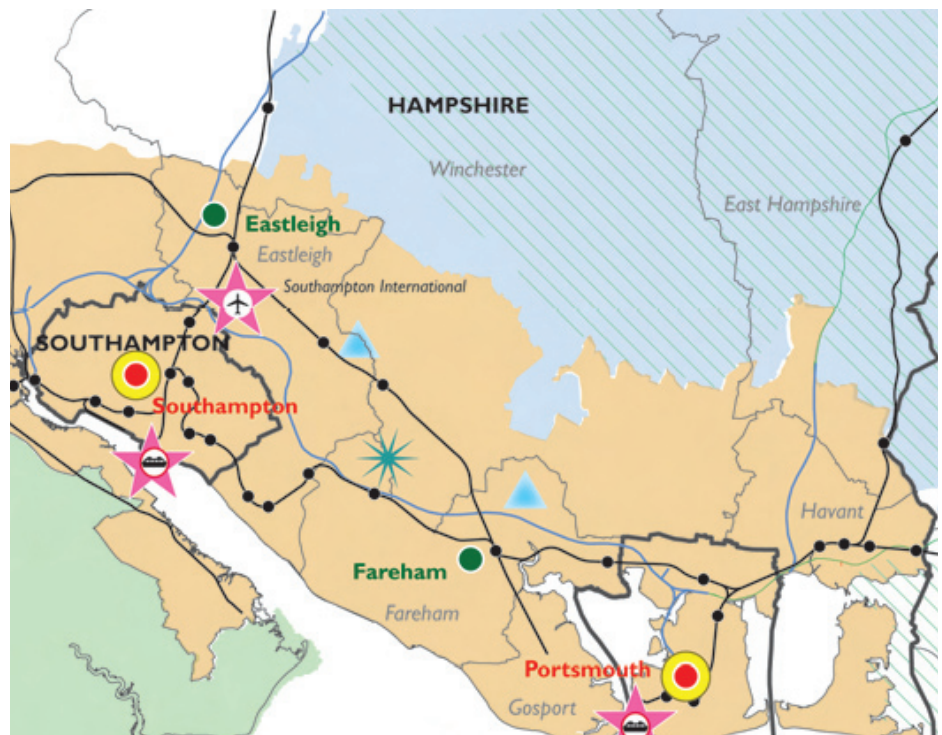 HAMPSHIRE
Winchester
East Hampshire
Eastleigh
Eastleigh
Southampton International
SOUTHAMPTON
Southampton
Havant
Fareham
Fareham
Portsmouth
Gosport